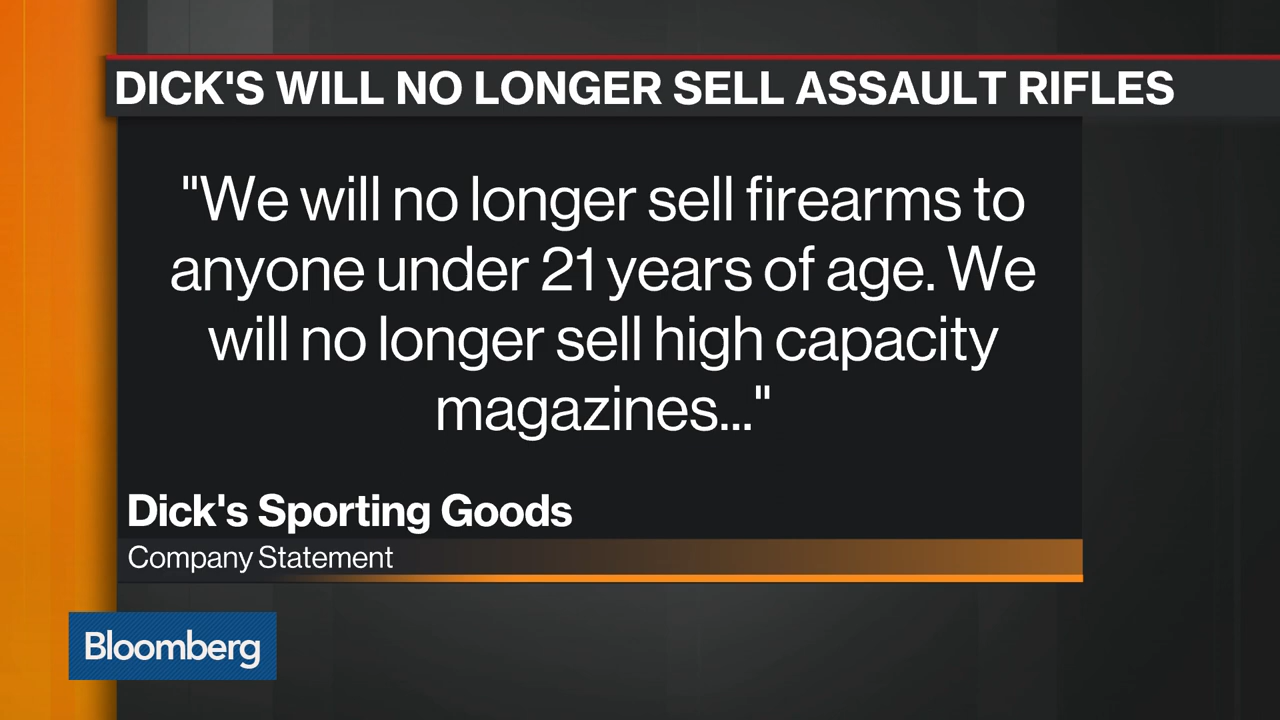 DICK'S WILL NO LONGER SELL ASSAULT RIFLES
"We will no longer sell firearms to
anyone under 21 years of age. We
will no longer sell high capacity
magazines..."
Dick's Sporting Goods
Company Statement
Bloomberg